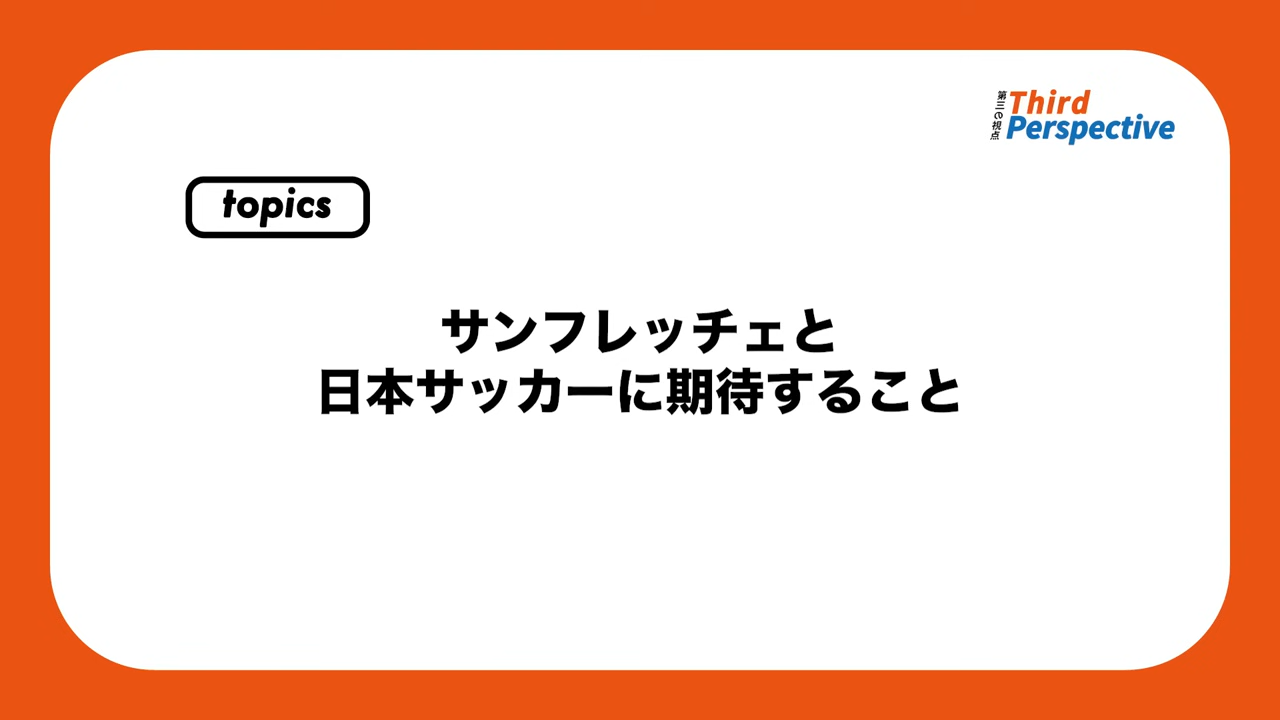 第三の視点
Third
Perspective
topics
サンフレッチェと
日本サッカーに期待すること